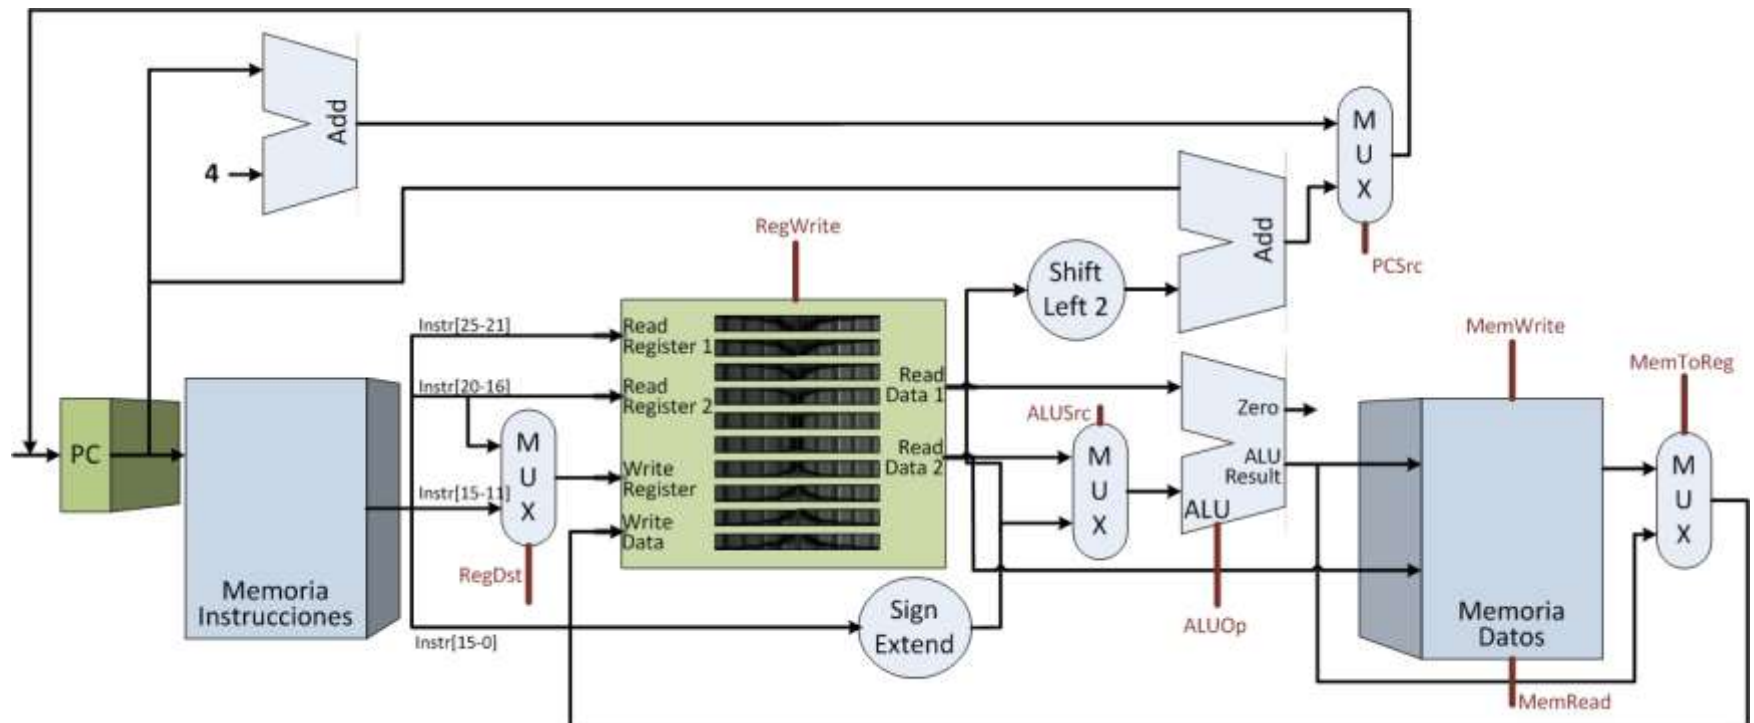 Add
4
M
U
X
PCSrc
RegWrite
Add
Shift
Left 2
Instr[25-21]
Read
Register 1
MemWrite
MemToReg
Instr[20-16]
Read
Register 2
Read
Data 1
ALUSrc
Zero
PC
M
U
X
Read
Data 2
M
U
X
ALU
Result
M
U
X
Write
Register
Instr[15-11]
Write
Data
ALU
RegDst
Memoria
Instrucciones
Sign
Extend
ALUOp
Memoria
Datos
Instr[15-0]
MemRead